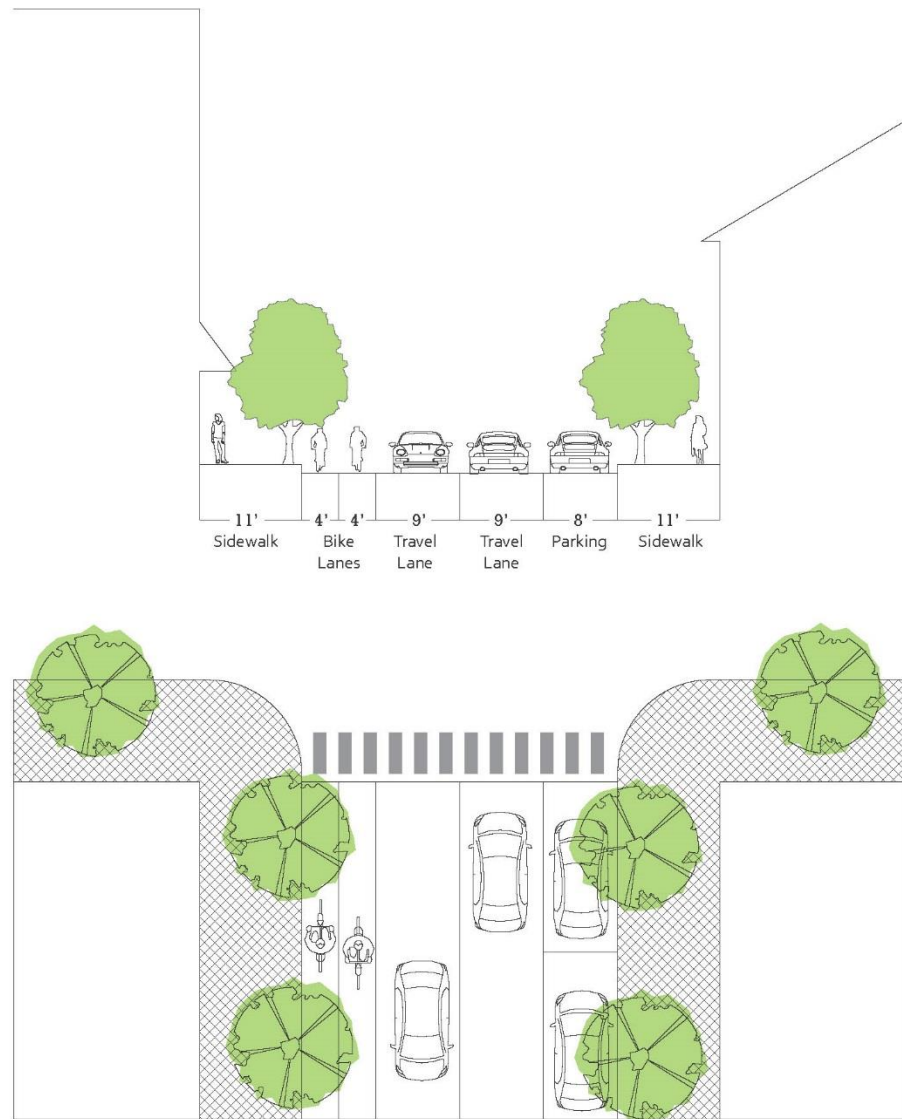 11' 4' 4' 9' 9' 8' 11'
Sidewalk Bike Travel Travel Parking Sidewalk
Lanes Lane Lane